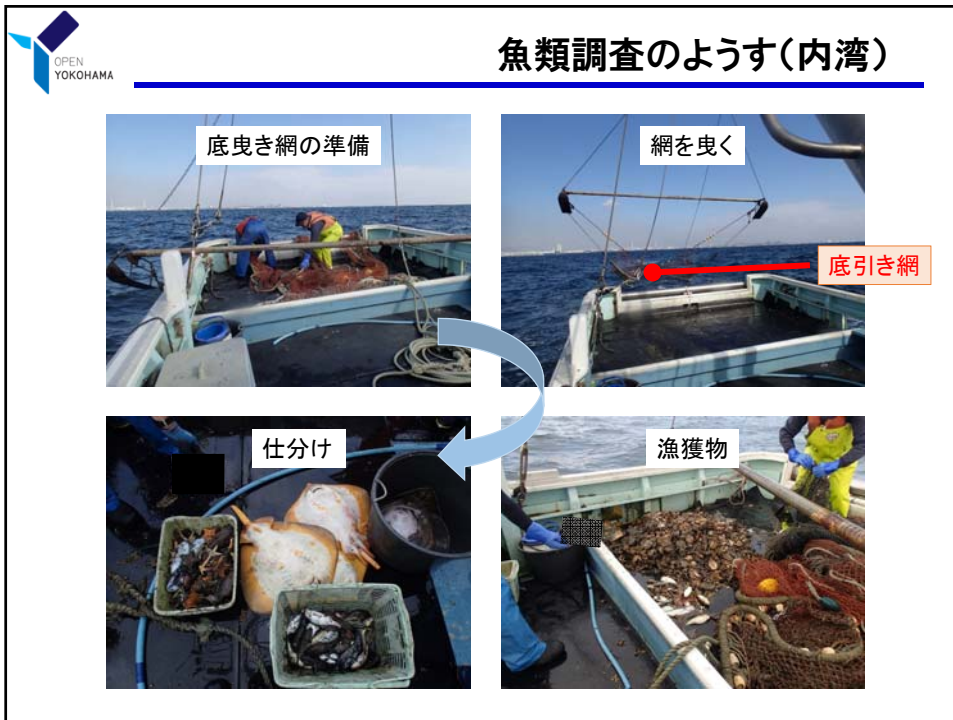 OPEN
YOKOHAMA
魚類調査のようす(内湾)
底曳き網の準備
網を曳く
底引き網
仕分け
漁獲物